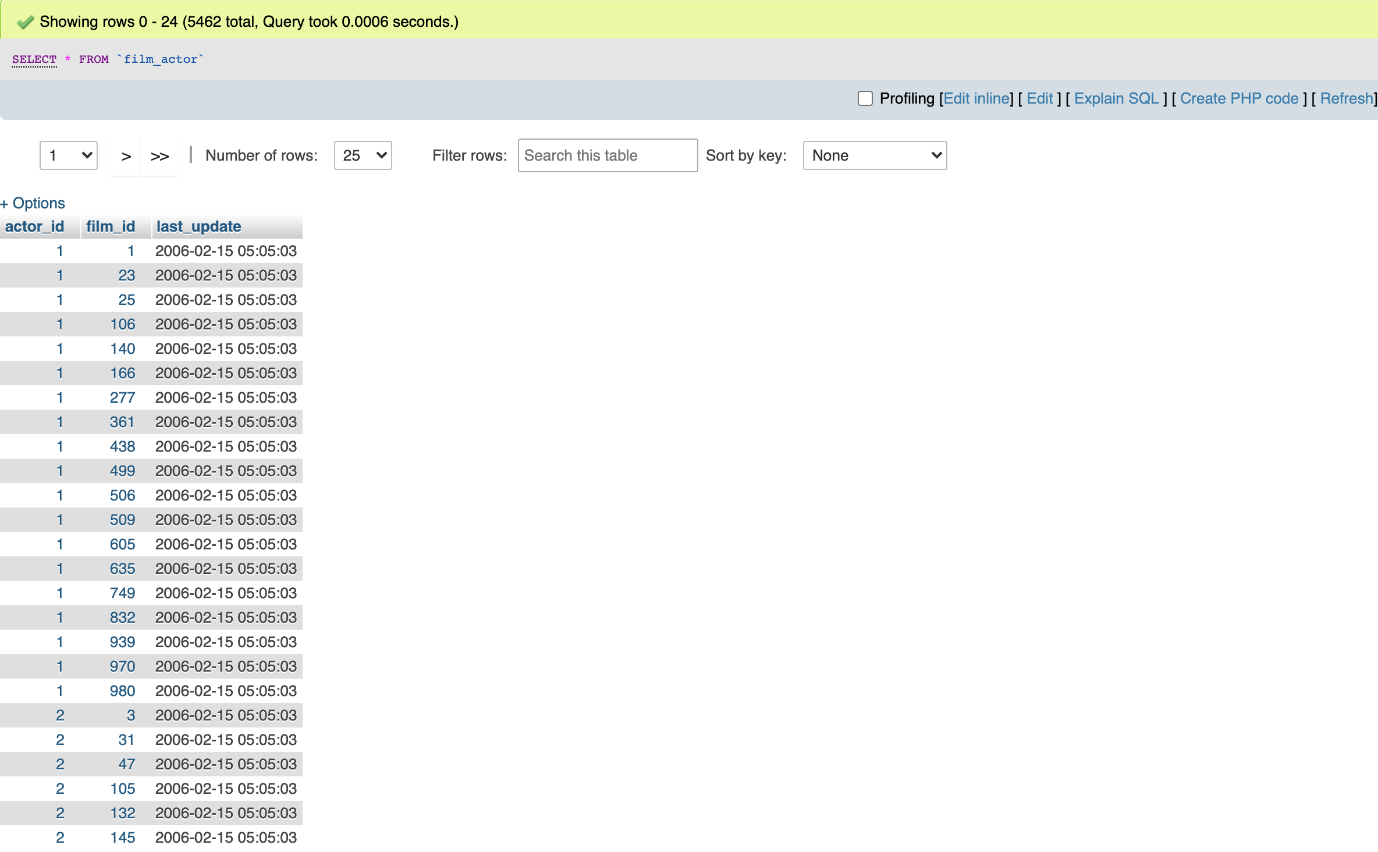 Showing rows 0 - 24 (5462 total, Query took 0.0006 seconds.)
SELECT * FROM `film_actor`
Profiling [Edit inline] [ Edit ] [ Explain SQL ] [ Create PHP code ] [ Refresh]
1 > >> | Number of rows: 25 Filter rows: Search this table Sort by key: None
+ Options
actor_id film_id last_update
1 1 2006-02-15 05:05:03
1 23 2006-02-15 05:05:03
1 25 2006-02-15 05:05:03
1 106 2006-02-15 05:05:03
1 140 2006-02-15 05:05:03
1 166 2006-02-15 05:05:03
1 277 2006-02-15 05:05:03
1 361 2006-02-15 05:05:03
1 438 2006-02-15 05:05:03
1 499 2006-02-15 05:05:03
1 506 2006-02-15 05:05:03
1 509 2006-02-15 05:05:03
1 605 2006-02-15 05:05:03
1 635 2006-02-15 05:05:03
1 749 2006-02-15 05:05:03
1 832 2006-02-15 05:05:03
1 939 2006-02-15 05:05:03
1 970 2006-02-15 05:05:03
1 980 2006-02-15 05:05:03
2 3 2006-02-15 05:05:03
2 31 2006-02-15 05:05:03
2 47 2006-02-15 05:05:03
2 105 2006-02-15 05:05:03
2 132 2006-02-15 05:05:03
2 145 2006-02-15 05:05:03